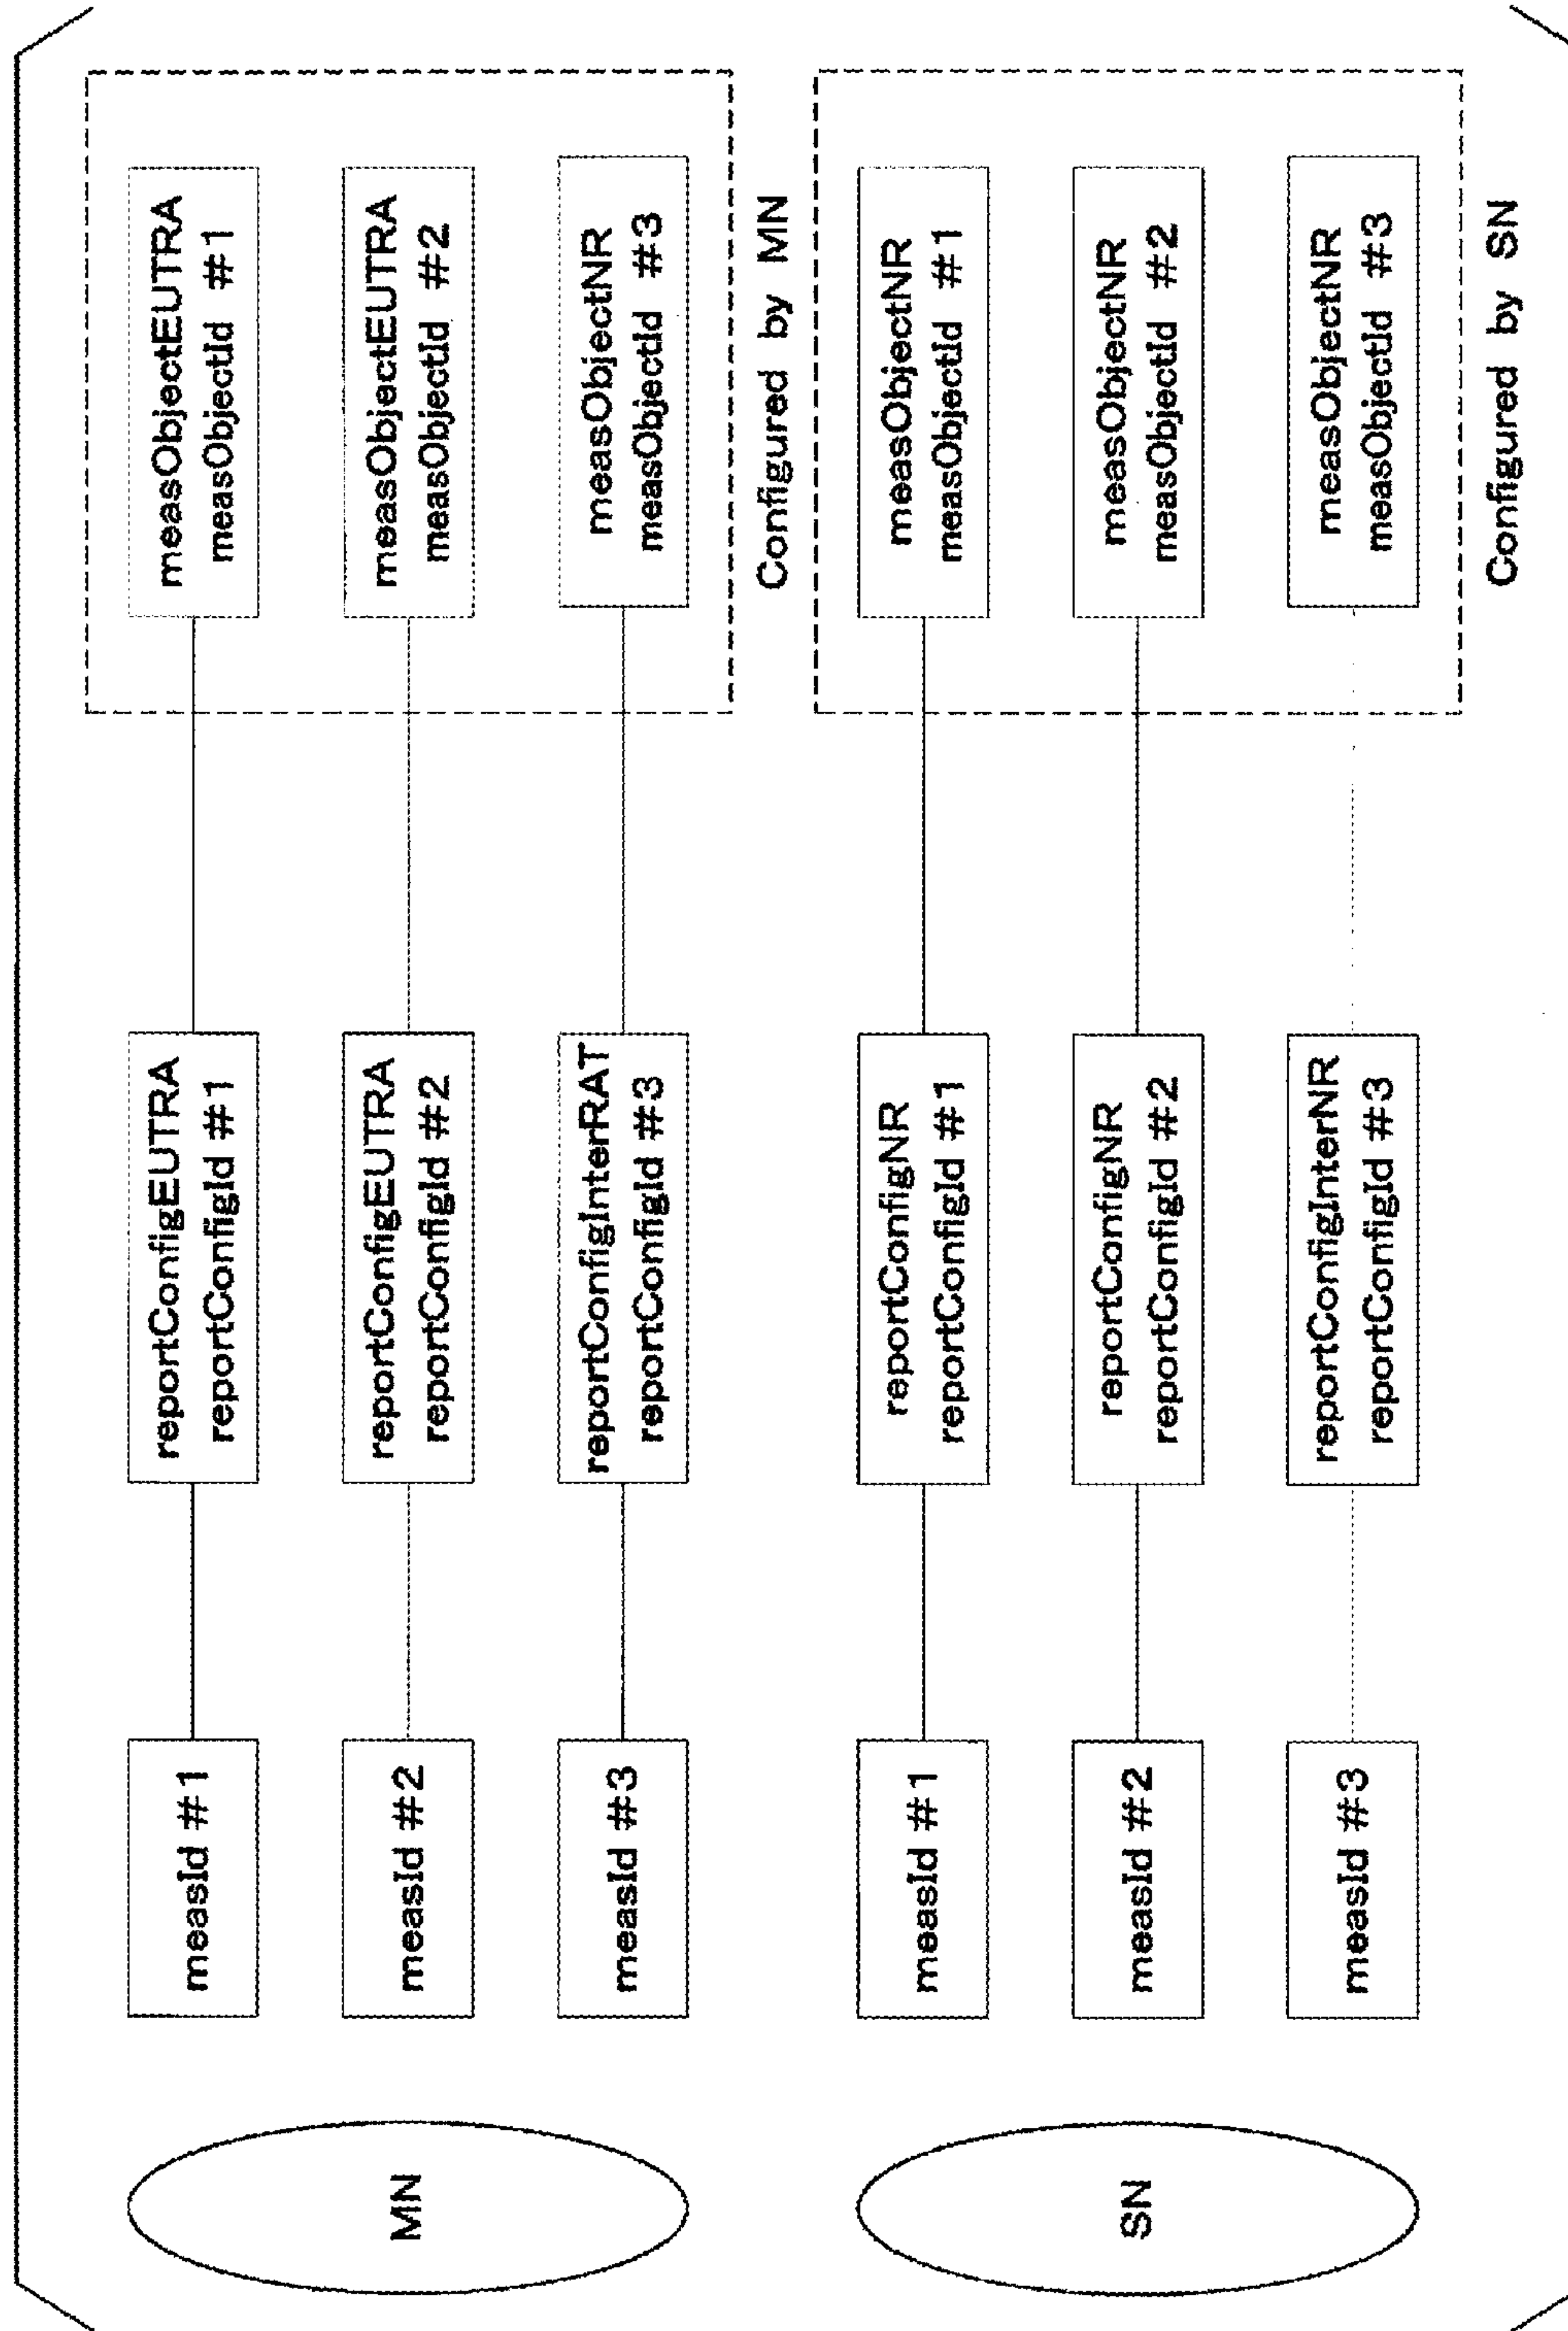 MN
measId #1
reportConfigEUTRA
reportConfigId #1
measObjectEUTRA
measObjectId #1
measId #2
reportConfigEUTRA
reportConfigId #2
measObjectEUTRA
measObjectId #2
measId #3
reportConfigInterRAT
reportConfigId #3
measObjectNR
measObjectId #3
Configured by MN
SN
measId #1
reportConfigNR
reportConfigId #1
measObjectNR
measObjectId #1
measId #2
reportConfigNR
reportConfigId #2
measObjectNR
measObjectId #2
measId #3
reportConfigInterNR
reportConfigId #3
measObjectNR
measObjectId #3
Configured by SN